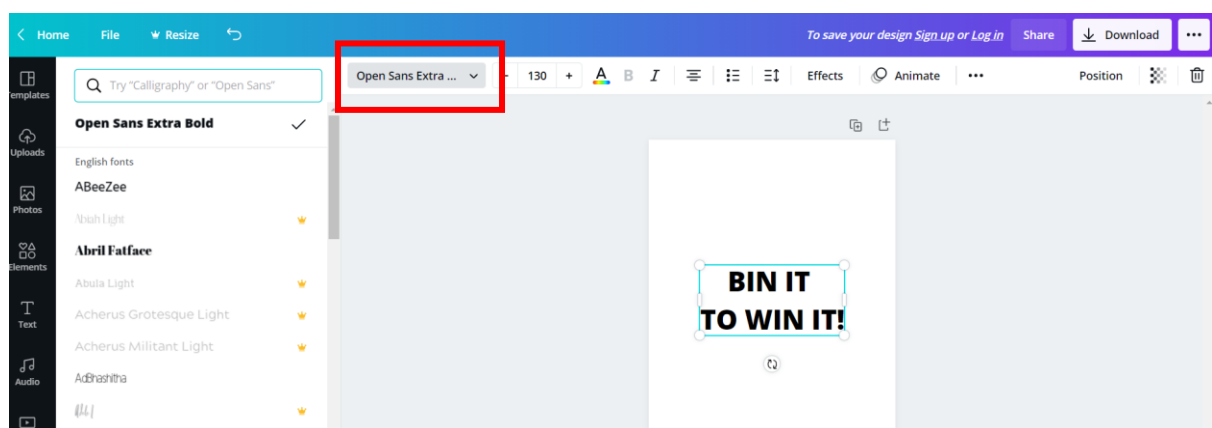 Home File Resize To save your design Sign up or Log in Share Download
Templates
Try "Calligraphy" or "Open Sans"
Open Sans Extra ... - 130 + A B I Effects Animate Position
Open Sans Extra Bold
Uploads
English fonts
ABeeZee
Photos
Abiah Light
Abril Fatface
Elements
Abula Light
Text
Acherus Grotesque Light
Acherus Militant Light
Audio
AdBhashitha
BIN IT
TO WIN IT!